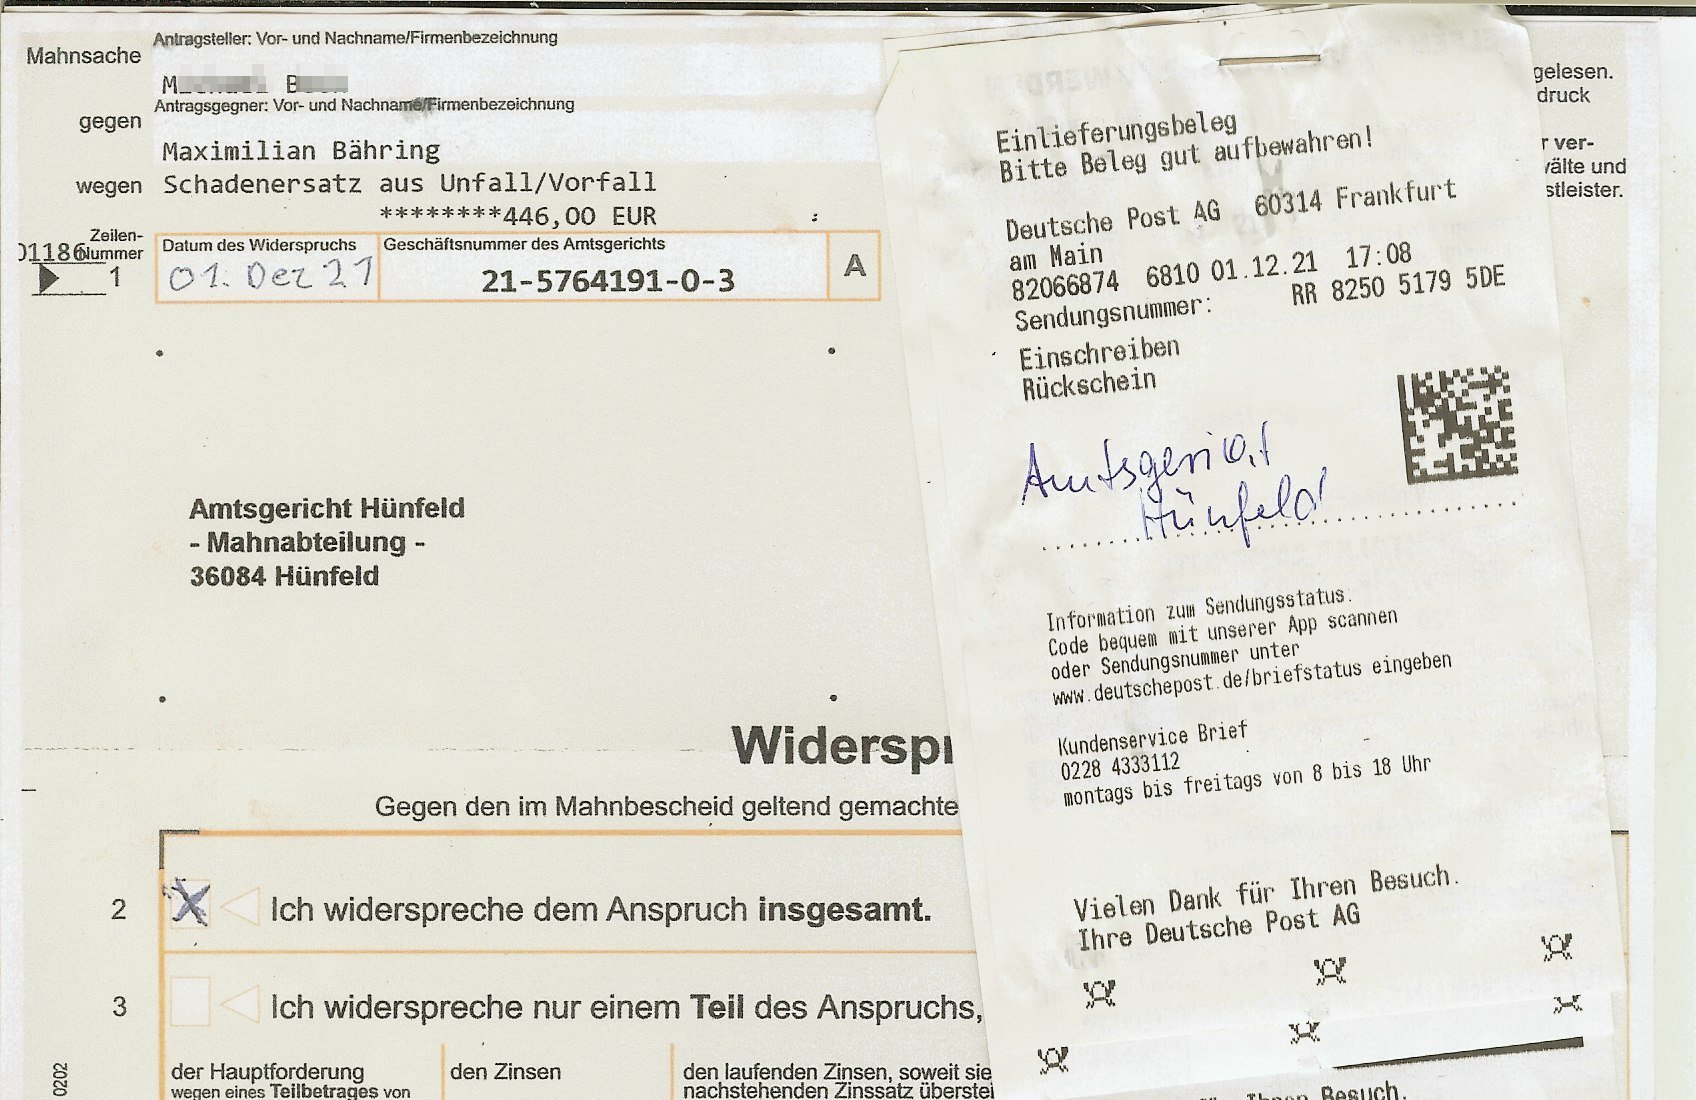 Mahnsache
Antragsteller: Vor- und Nachname/Firmenbezeichnung
M B
gegen
Antragsgegner: Vor- und Nachname/Firmenbezeichnung
Maximilian Bähring
wegen
Schadenersatz aus Unfall/Vorfall
********446,00 EUR
01186
Zeilen-
Nummer
1
Datum des Widerspruchs
01. Dez 21
Geschäftsnummer des Amtsgerichts
21-5764191-0-3
A
Amtsgericht Hünfeld
- Mahnabteilung -
36084 Hünfeld
Widerspr
Gegen den im Mahnbescheid geltend gemachte
2 X Ich widerspreche dem Anspruch insgesamt.
3 Ich widerspreche nur einem Teil des Anspruchs,
der Hauptforderung
wegen eines Teilbetrages von
den Zinsen
den laufenden Zinsen, soweit sie
nachstehenden Zinssatz überstei
0202
gelesen.
druck
r ver-
välte und
stleister.
Einlieferungsbeleg
Bitte Beleg gut aufbewahren!
Deutsche Post AG 60314 Frankfurt
am Main
82066874 6810 01.12.21 17:08
Sendungsnummer: RR 8250 5179 5DE
Einschreiben
Rückschein
Amtsgericht
Hünfeld
Information zum Sendungsstatus:
Code bequem mit unserer App scannen
oder Sendungsnummer unter
www.deutschepost.de/briefstatus eingeben
Kundenservice Brief
0228 4333112
montags bis freitags von 8 bis 18 Uhr
Vielen Dank für Ihren Besuch.
Ihre Deutsche Post AG
Ihren Besuch.